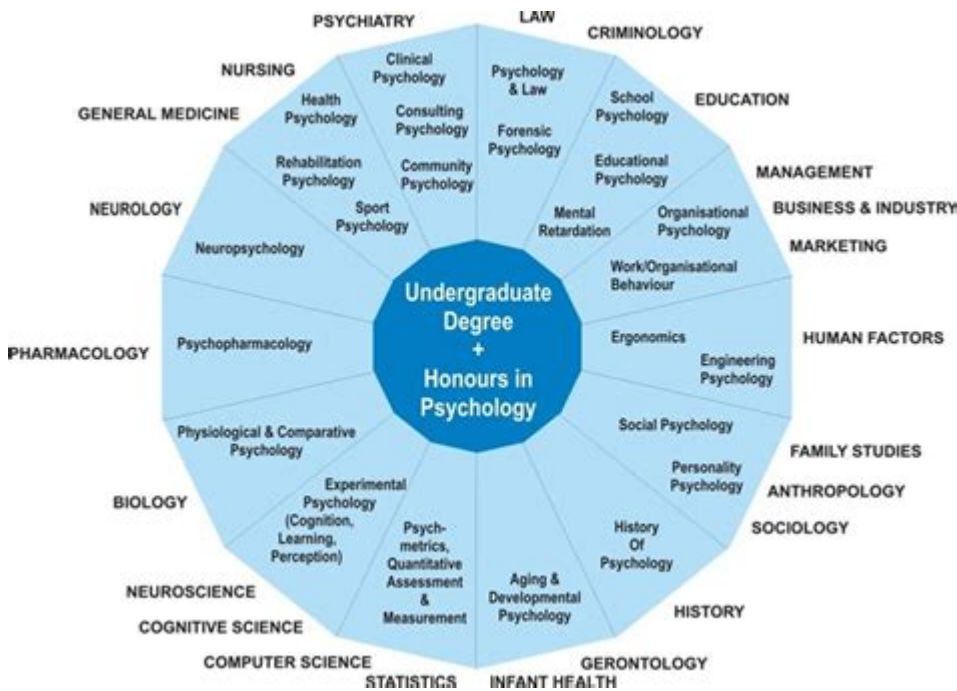 LAW
PSYCHIATRY
CRIMINOLOGY
NURSING
EDUCATION
GENERAL MEDICINE
MANAGEMENT
BUSINESS & INDUSTRY
NEUROLOGY
MARKETING
PHARMACOLOGY
HUMAN FACTORS
FAMILY STUDIES
BIOLOGY
ANTHROPOLOGY
SOCIOLOGY
NEUROSCIENCE
HISTORY
COGNITIVE SCIENCE
COMPUTER SCIENCE
GERONTOLOGY
STATISTICS
INFANT HEALTH
Clinical
Psychology
Consulting
Psychology
Community
Psychology
Psychology
& Law
Forensic
Psychology
School
Psychology
Educational
Psychology
Mental
Retardation
Organisational
Psychology
Work/Organisational
Behaviour
Ergonomics
Engineering
Psychology
Social Psychology
Personality
Psychology
History
Of
Psychology
Aging &
Developmental
Psychology
Psych-
metrics,
Quantitative
Assessment
&
Measurement
Experimental
Psychology
(Cognition,
Learning,
Perception)
Physiological & Comparative
Psychology
Psychopharmacology
Neuropsychology
Health
Psychology
Rehabilitation
Psychology
Sport
Psychology
Undergraduate
Degree
+
Honours in
Psychology